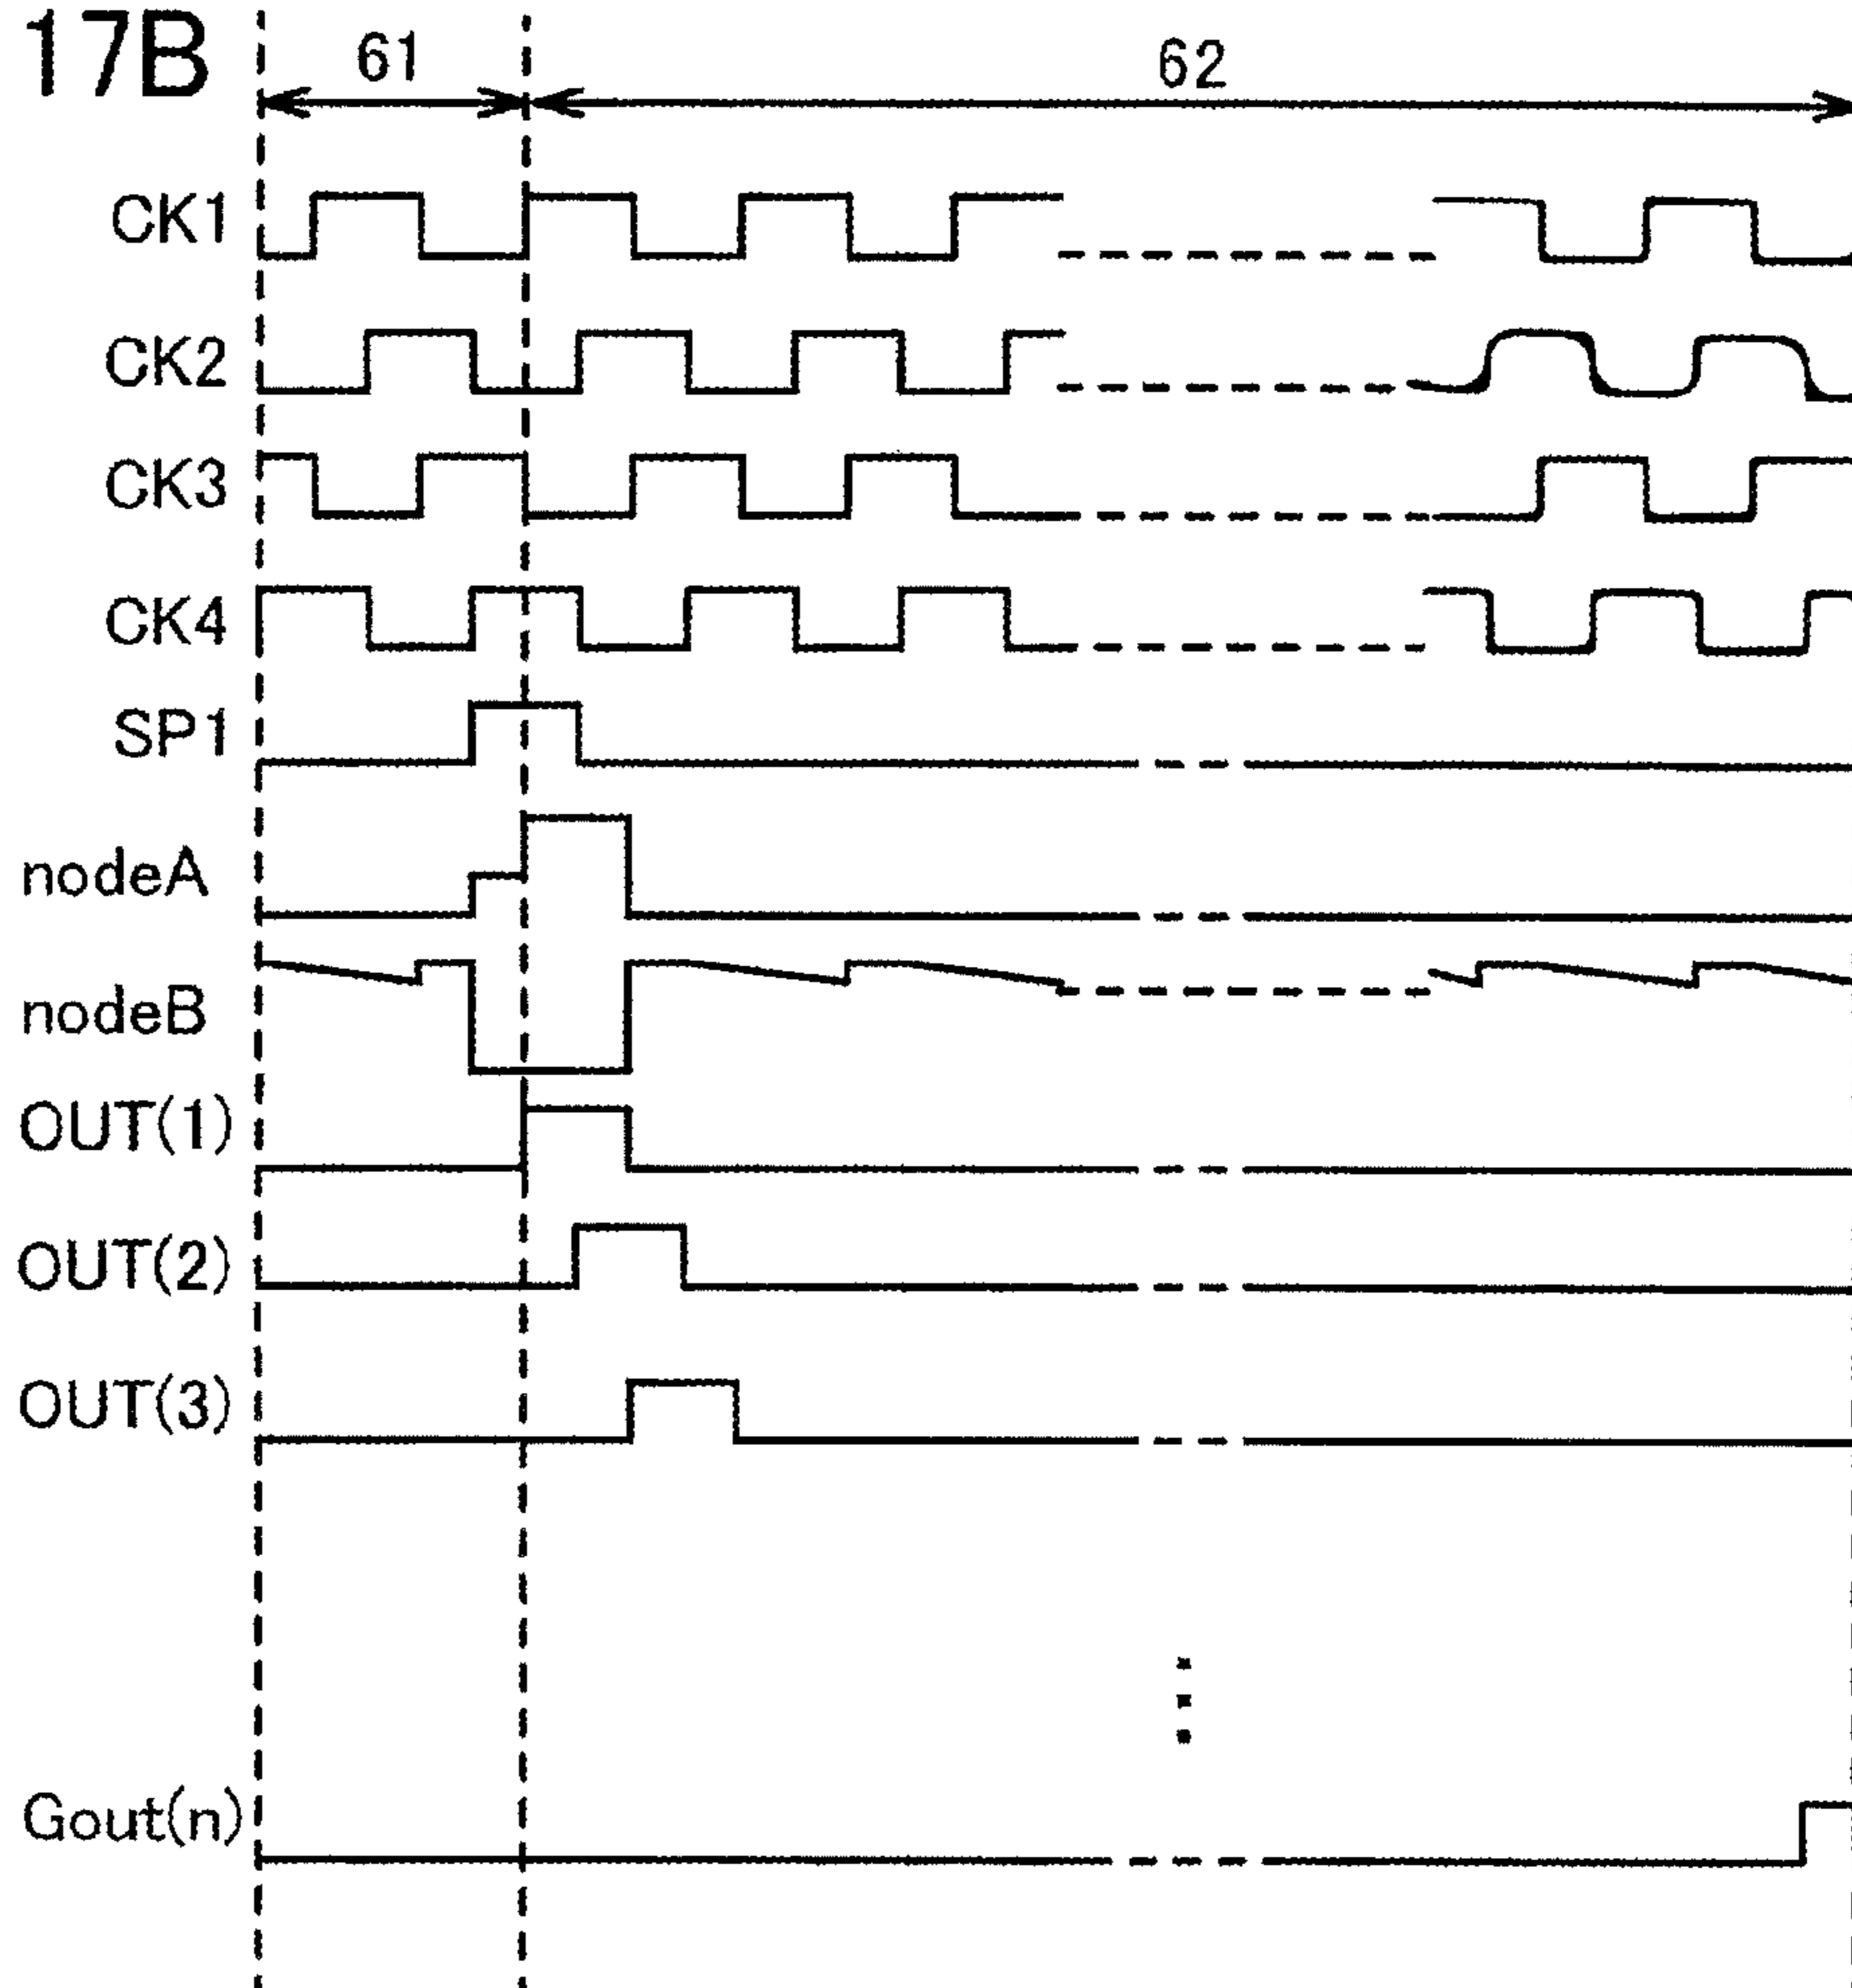 17B
61
62
CK1
CK2
CK3
CK4
SP1
nodeA
nodeB
OUT(1)
OUT(2)
OUT(3)
Gout(n)